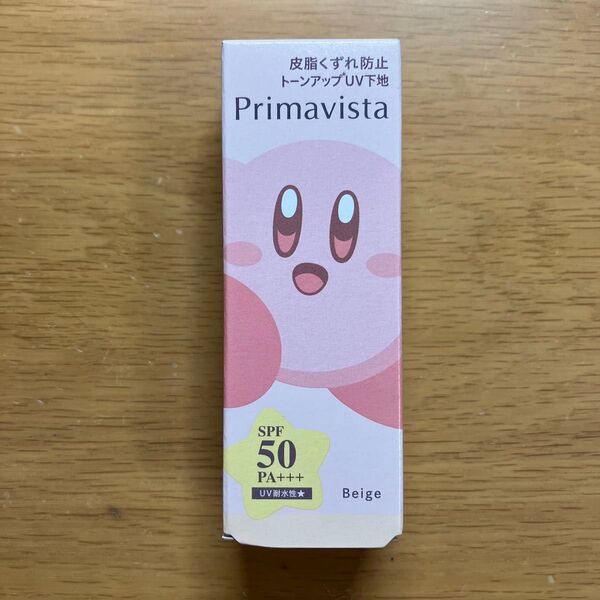 皮脂くずれ防止
トーンアップUV下地
Primavista
SPF
50
PA+++
UV耐水性★
Beige